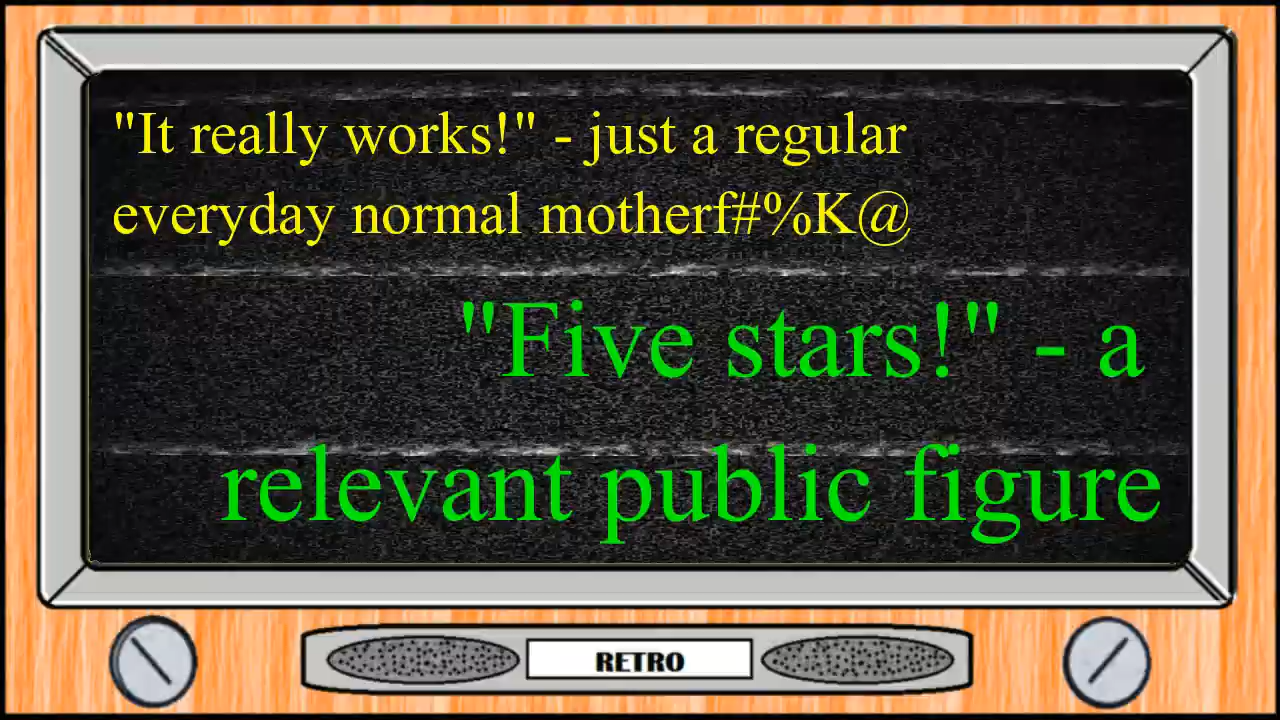 "It really works!" - just a regular
everyday normal motherf#%K@
"Five stars!" - a
relevant public figure
RETRO